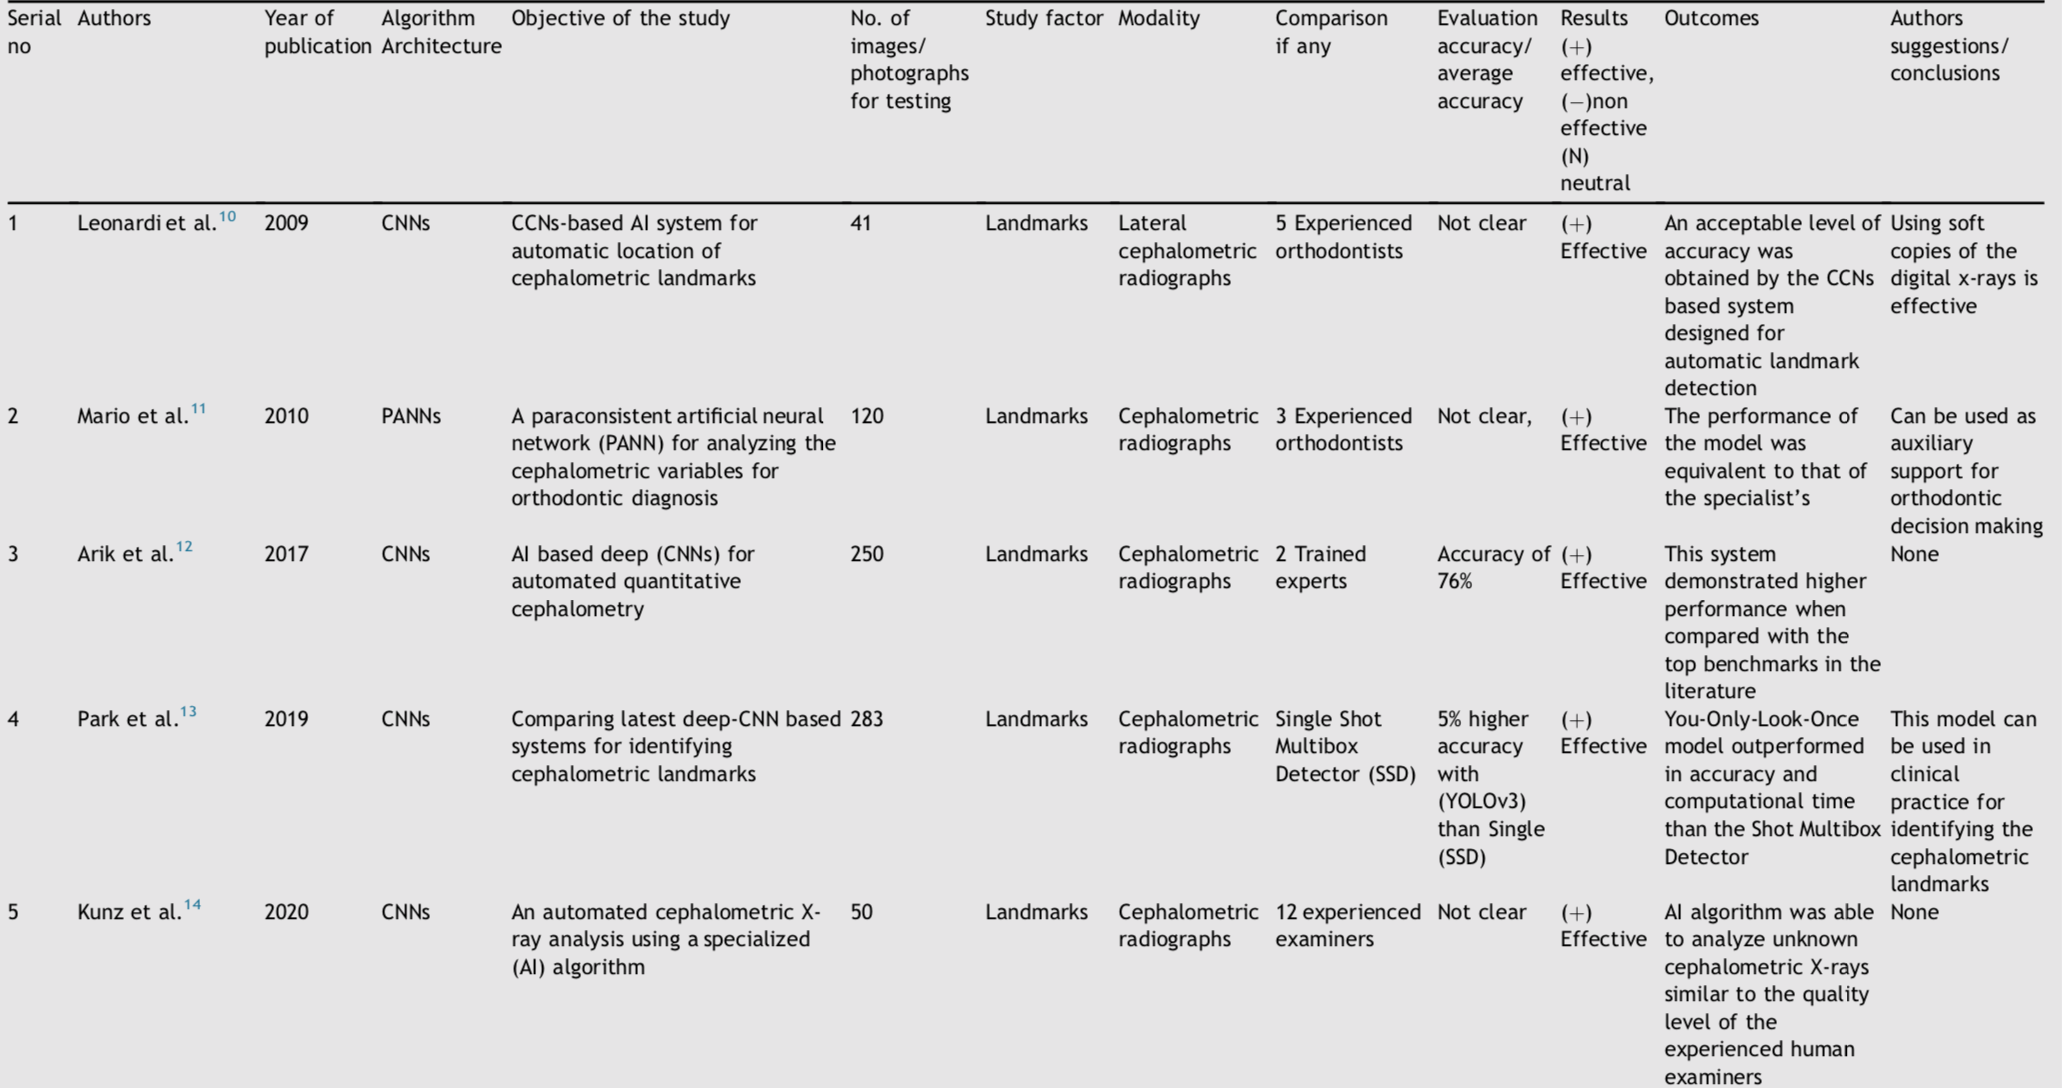 Serial no | Authors | Year of publication | Algorithm Architecture | Objective of the study | No. of images/ photographs for testing | Study factor | Modality | Comparison if any | Evaluation accuracy/ average accuracy | Results (+) effective, (−)non effective (N) neutral | Outcomes | Authors suggestions/ conclusions
1 | Leonardi et al.10 | 2009 | CNNs | CCNs-based AI system for automatic location of cephalometric landmarks | 41 | Landmarks | Lateral cephalometric radiographs | 5 Experienced orthodontists | Not clear | (+) Effective | An acceptable level of accuracy was obtained by the CCNs based system designed for automatic landmark detection | Using soft copies of the digital x-rays is effective
2 | Mario et al.11 | 2010 | PANNs | A paraconsistent artificial neural network (PANN) for analyzing the cephalometric variables for orthodontic diagnosis | 120 | Landmarks | Cephalometric radiographs | 3 Experienced orthodontists | Not clear, | (+) Effective | The performance of the model was equivalent to that of the specialist’s | Can be used as auxiliary support for orthodontic decision making
3 | Arik et al.12 | 2017 | CNNs | AI based deep (CNNs) for automated quantitative cephalometry | 250 | Landmarks | Cephalometric radiographs | 2 Trained experts | Accuracy of 76% | (+) Effective | This system demonstrated higher performance when compared with the top benchmarks in the literature | None
4 | Park et al.13 | 2019 | CNNs | Comparing latest deep-CNN based systems for identifying cephalometric landmarks | 283 | Landmarks | Cephalometric radiographs | Single Shot Multibox Detector (SSD) | 5% higher accuracy with (YOLOv3) than Single (SSD) | (+) Effective | You-Only-Look-Once model outperformed in accuracy and computational time than the Shot Multibox Detector | This model can be used in clinical practice for identifying the cephalometric landmarks
5 | Kunz et al.14 | 2020 | CNNs | An automated cephalometric X-ray analysis using a specialized (AI) algorithm | 50 | Landmarks | Cephalometric radiographs | 12 experienced examiners | Not clear | (+) Effective | AI algorithm was able to analyze unknown cephalometric X-rays similar to the quality level of the experienced human examiners | None